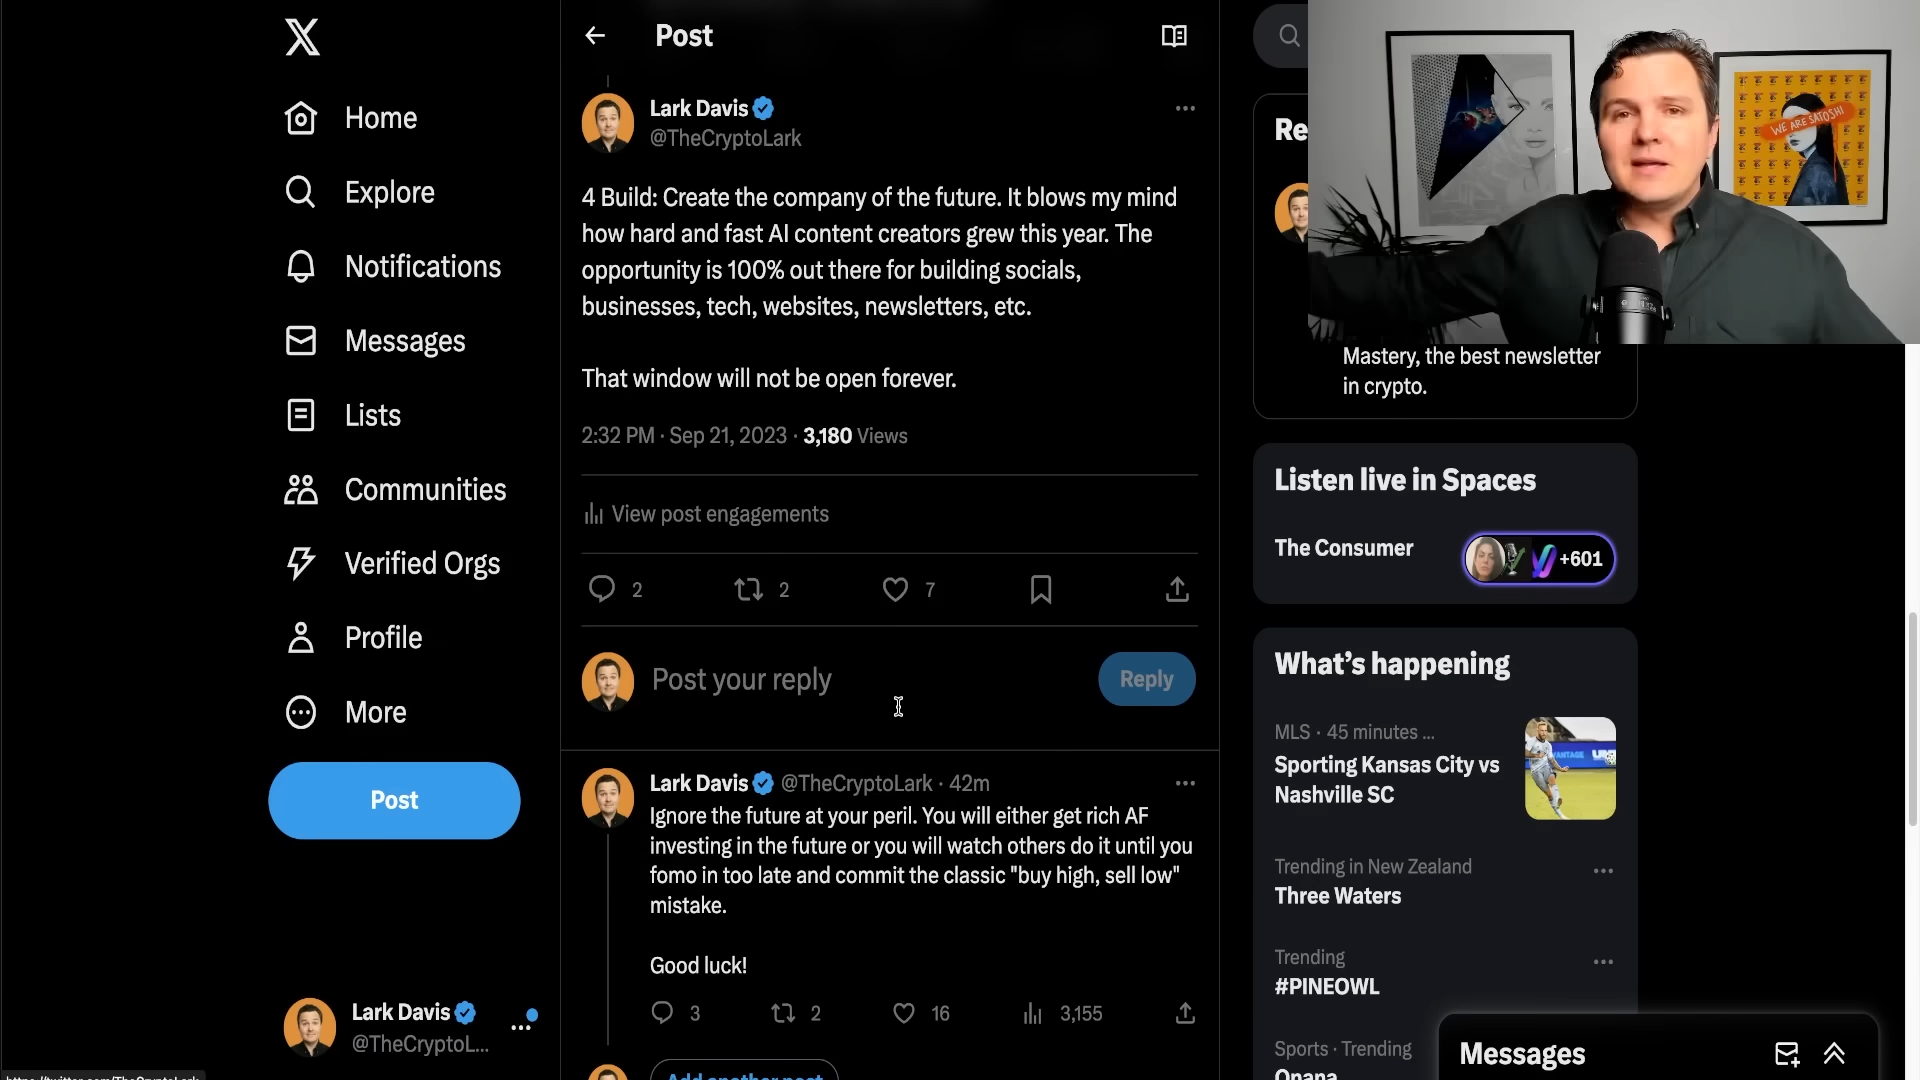 X
Home
Explore
Notifications
Messages
Lists
Communities
Verified Orgs
Profile
More
Post
Lark Davis
@TheCryptoL...
Post
Lark Davis
@TheCryptoLark
4 Build: Create the company of the future. It blows my mind
how hard and fast AI content creators grew this year. The
opportunity is 100% out there for building socials,
businesses, tech, websites, newsletters, etc.
That window will not be open forever.
2:32 PM · Sep 21, 2023 · 3,180 Views
View post engagements
2 2 7
Post your reply
Reply
Lark Davis @TheCryptoLark · 42m
Ignore the future at your peril. You will either get rich AF
investing in the future or you will watch others do it until you
fomo in too late and commit the classic "buy high, sell low"
mistake.
Good luck!
3 2 16 3,155
Add another post
Re
WE ARE SATOSHI
Mastery, the best newsletter
in crypto.
Listen live in Spaces
The Consumer
+601
What's happening
MLS · 45 minutes ...
Sporting Kansas City vs
Nashville SC
Trending in New Zealand
Three Waters
Trending
#PINEOWL
Sports · Trending
Messages
https://twitter.com/TheCryptoLark